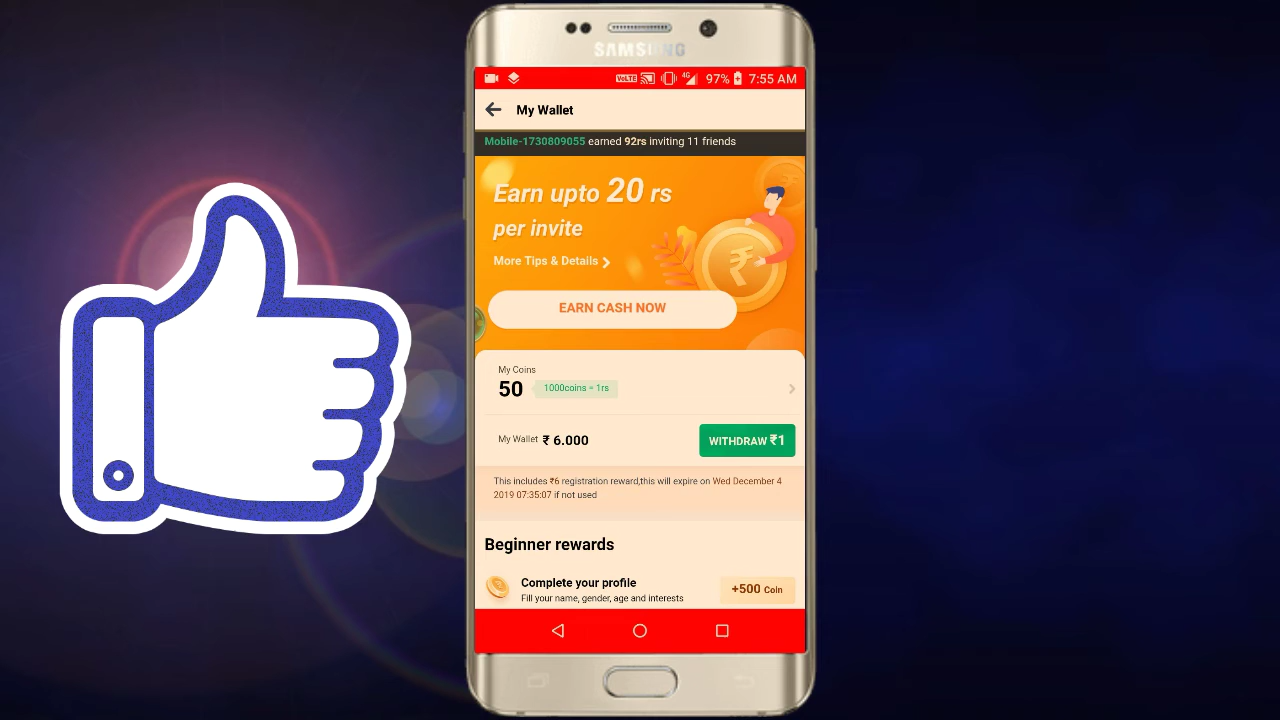 SAMSUNG
VoLTE 4G 97% 7:55 AM
My Wallet
Mobile-1730809055 earned 92rs inviting 11 friends
Earn upto 20 rs
per invite
More Tips & Details
EARN CASH NOW
My Coins
50 1000coins = 1rs
My Wallet ₹ 6.000 WITHDRAW ₹1
This includes ₹6 registration reward,this will expire on Wed December 4
2019 07:35:07 if not used
Beginner rewards
Complete your profile
Fill your name, gender, age and interests
+500 Coin